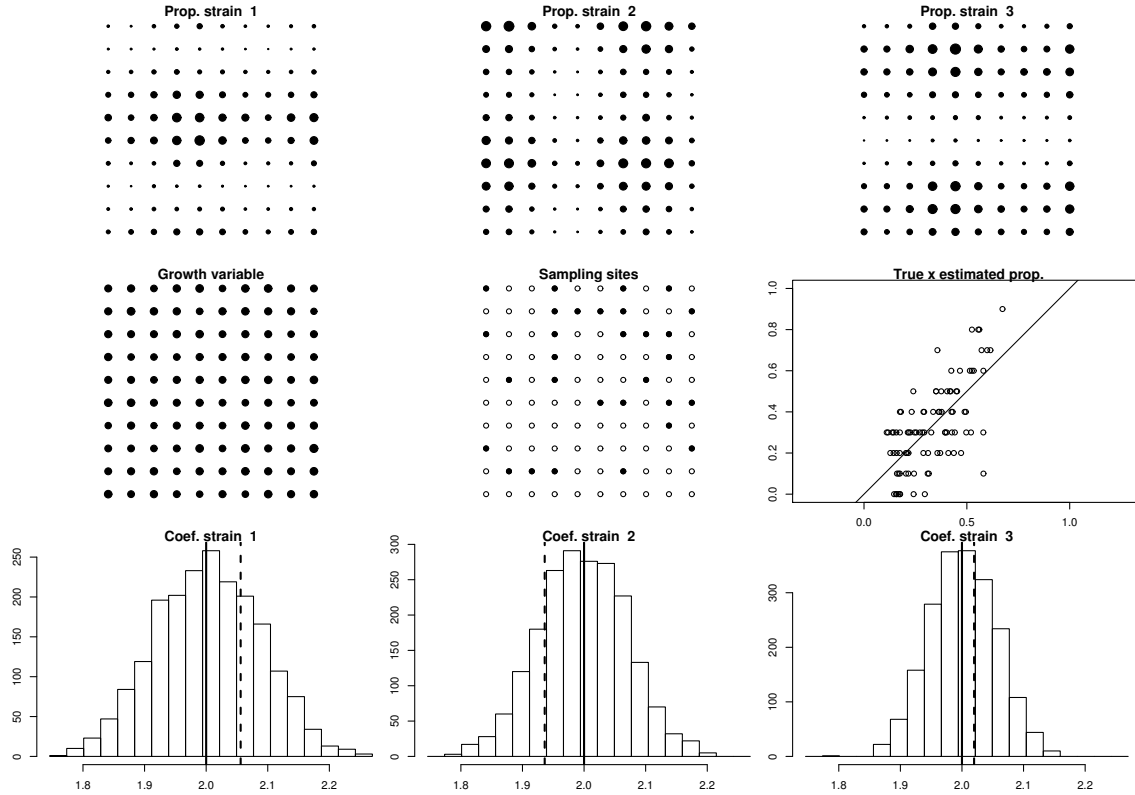 Prop. strain 1
Prop. strain 2
Prop. strain 3
Growth variable
Sampling sites
True x estimated prop.
1.0
0.8
0.6
0.4
0.2
0.0
0.0 0.5 1.0
Coef. strain 1
250
200
150
100
50
0
1.8 1.9 2.0 2.1 2.2
Coef. strain 2
300
250
200
150
100
50
0
1.8 1.9 2.0 2.1 2.2
Coef. strain 3
300
200
100
0
1.8 1.9 2.0 2.1 2.2